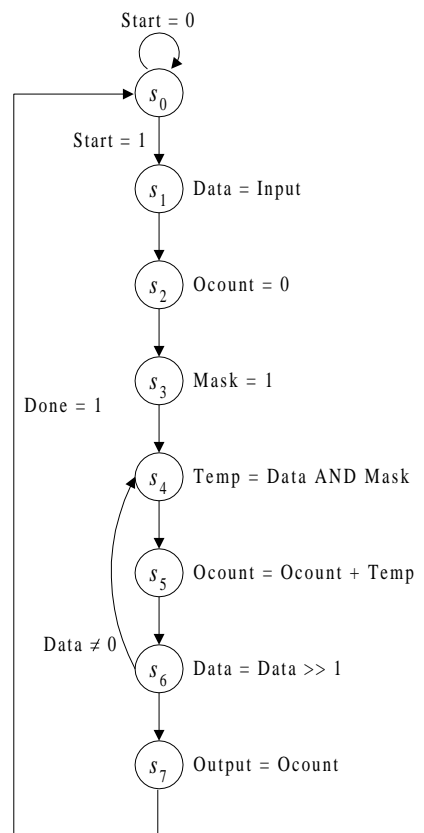 Start = 0
s0
Start = 1
s1 Data = Input
s2 Ocount = 0
s3 Mask = 1
Done = 1
s4 Temp = Data AND Mask
s5 Ocount = Ocount + Temp
Data ≠ 0
s6 Data = Data >> 1
s7 Output = Ocount